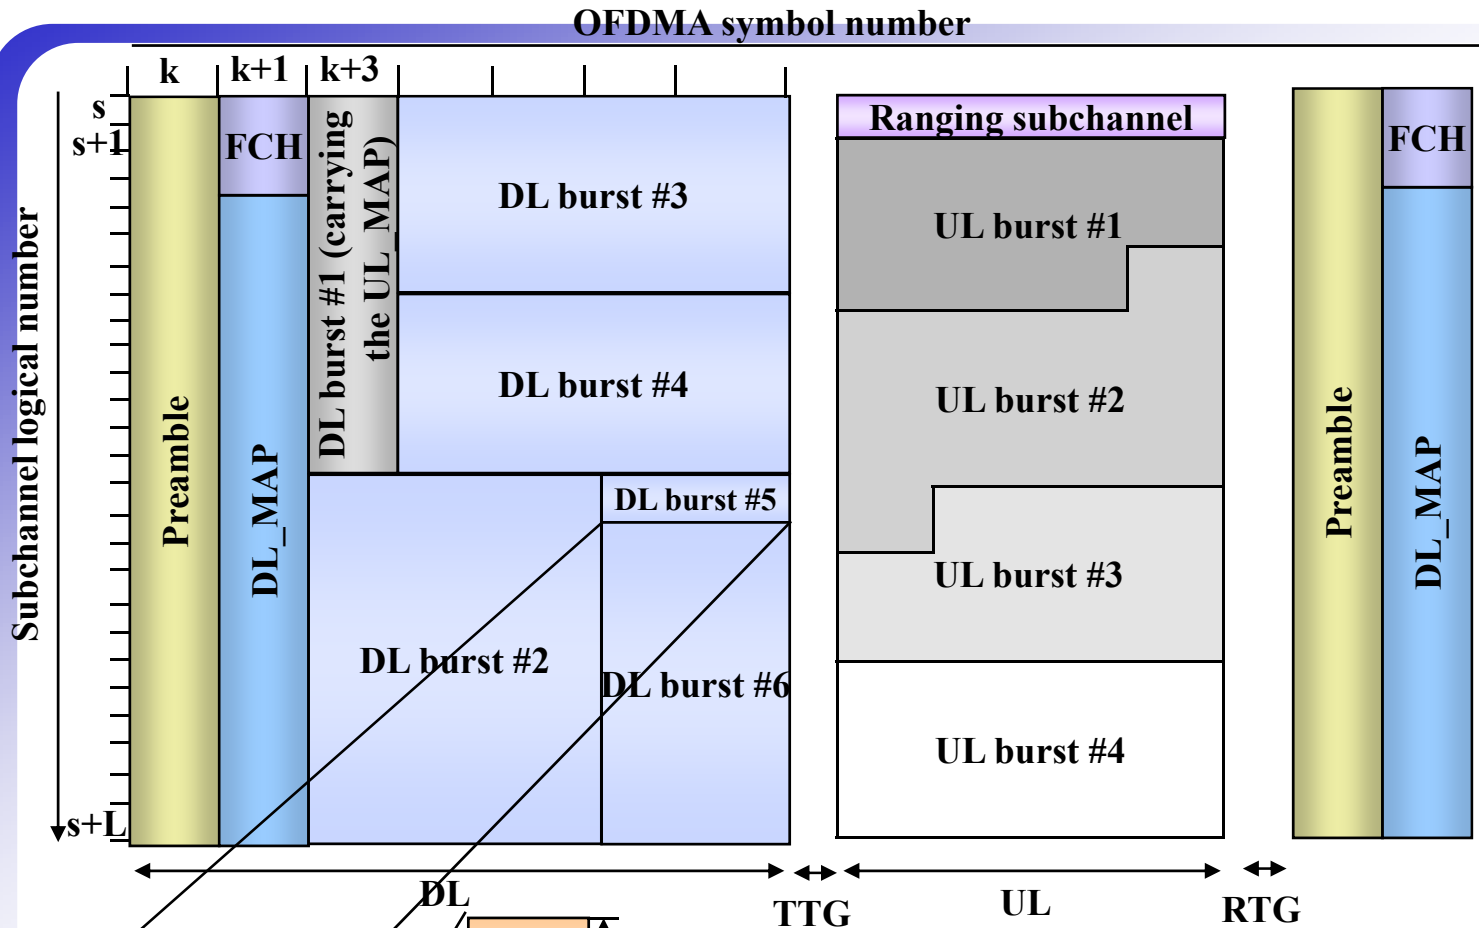 OFDMA symbol number
k
k+1
k+3
s
s+1
s+L
Subchannel logical number
Preamble
FCH
DL_MAP
DL burst #1 (carrying
the UL_MAP)
DL burst #3
DL burst #4
DL burst #5
DL burst #2
DL burst #6
Ranging subchannel
UL burst #1
UL burst #2
UL burst #3
UL burst #4
Preamble
FCH
DL_MAP
DL
TTG
UL
RTG